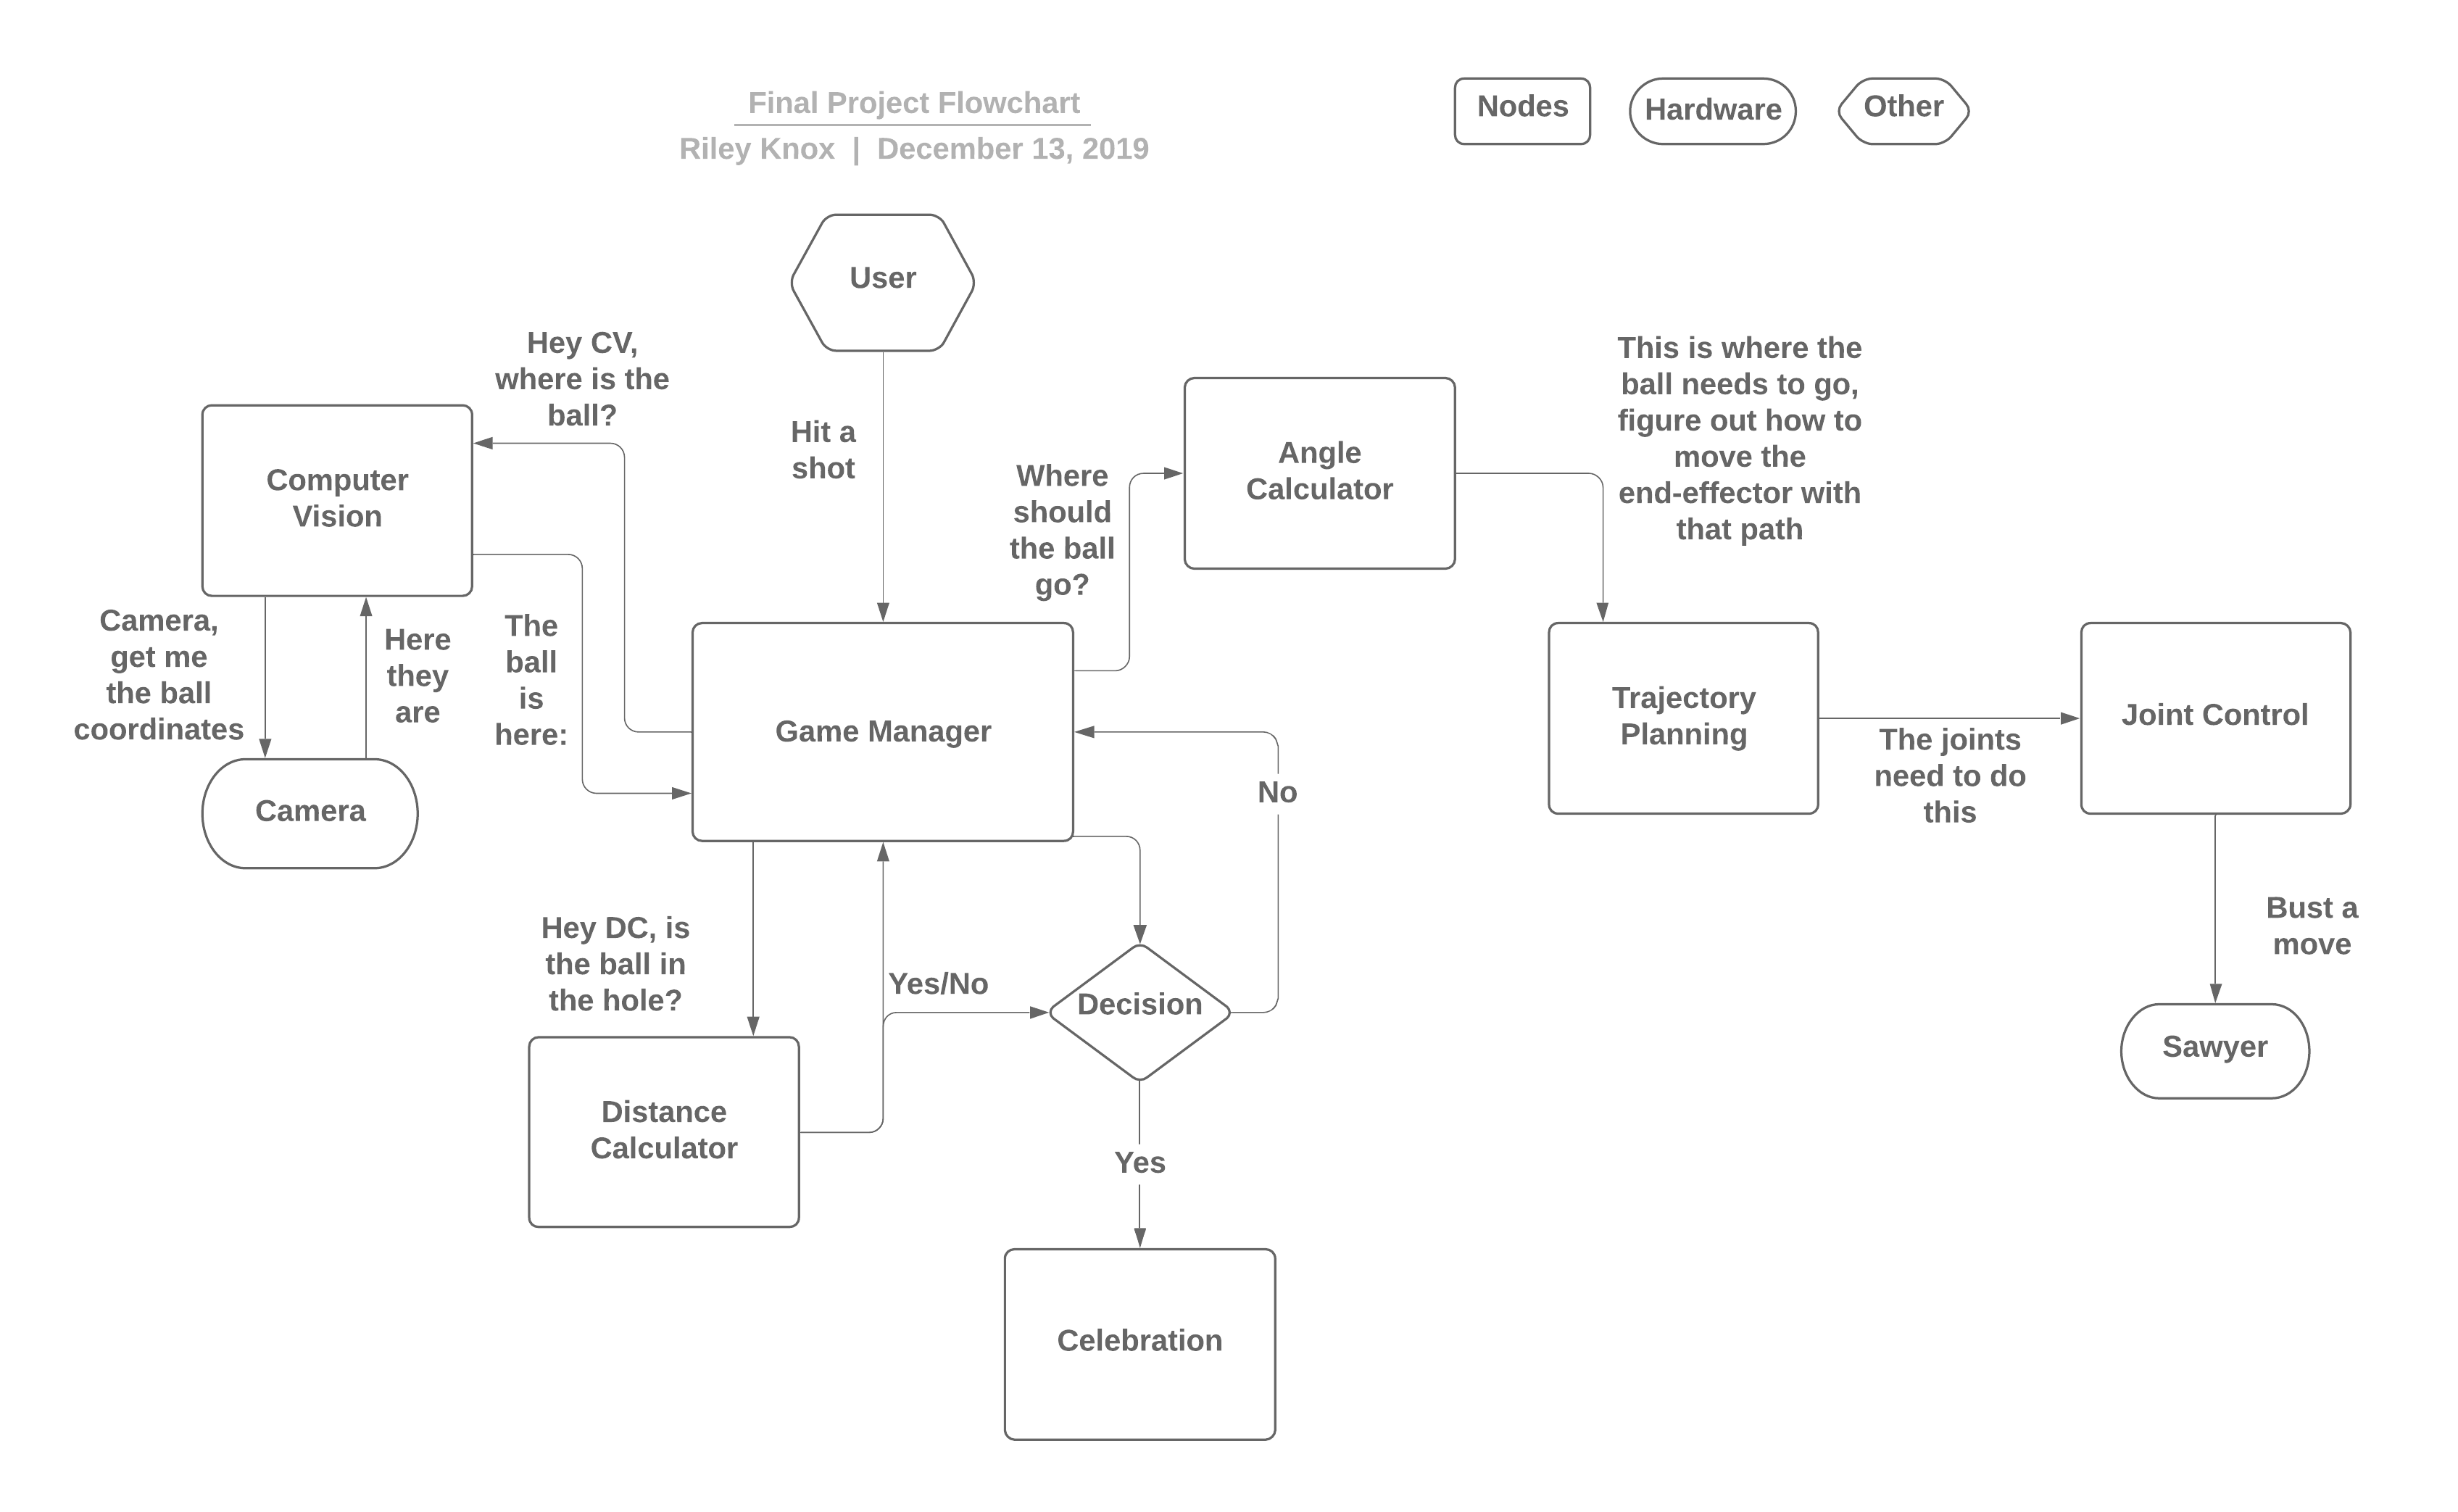 Final Project Flowchart
Riley Knox | December 13, 2019
Nodes
Hardware
Other
User
Hey CV,
where is the
ball?
Hit a
shot
This is where the
ball needs to go,
figure out how to
move the
end-effector with
that path
Computer
Vision
Where
should
the ball
go?
Angle
Calculator
Camera,
get me
the ball
coordinates
Here
they
are
The
ball
is
here:
Game Manager
Trajectory
Planning
The joints
need to do
this
Joint Control
Camera
No
Hey DC, is
the ball in
the hole?
Yes/No
Decision
Bust a
move
Sawyer
Distance
Calculator
Yes
Celebration